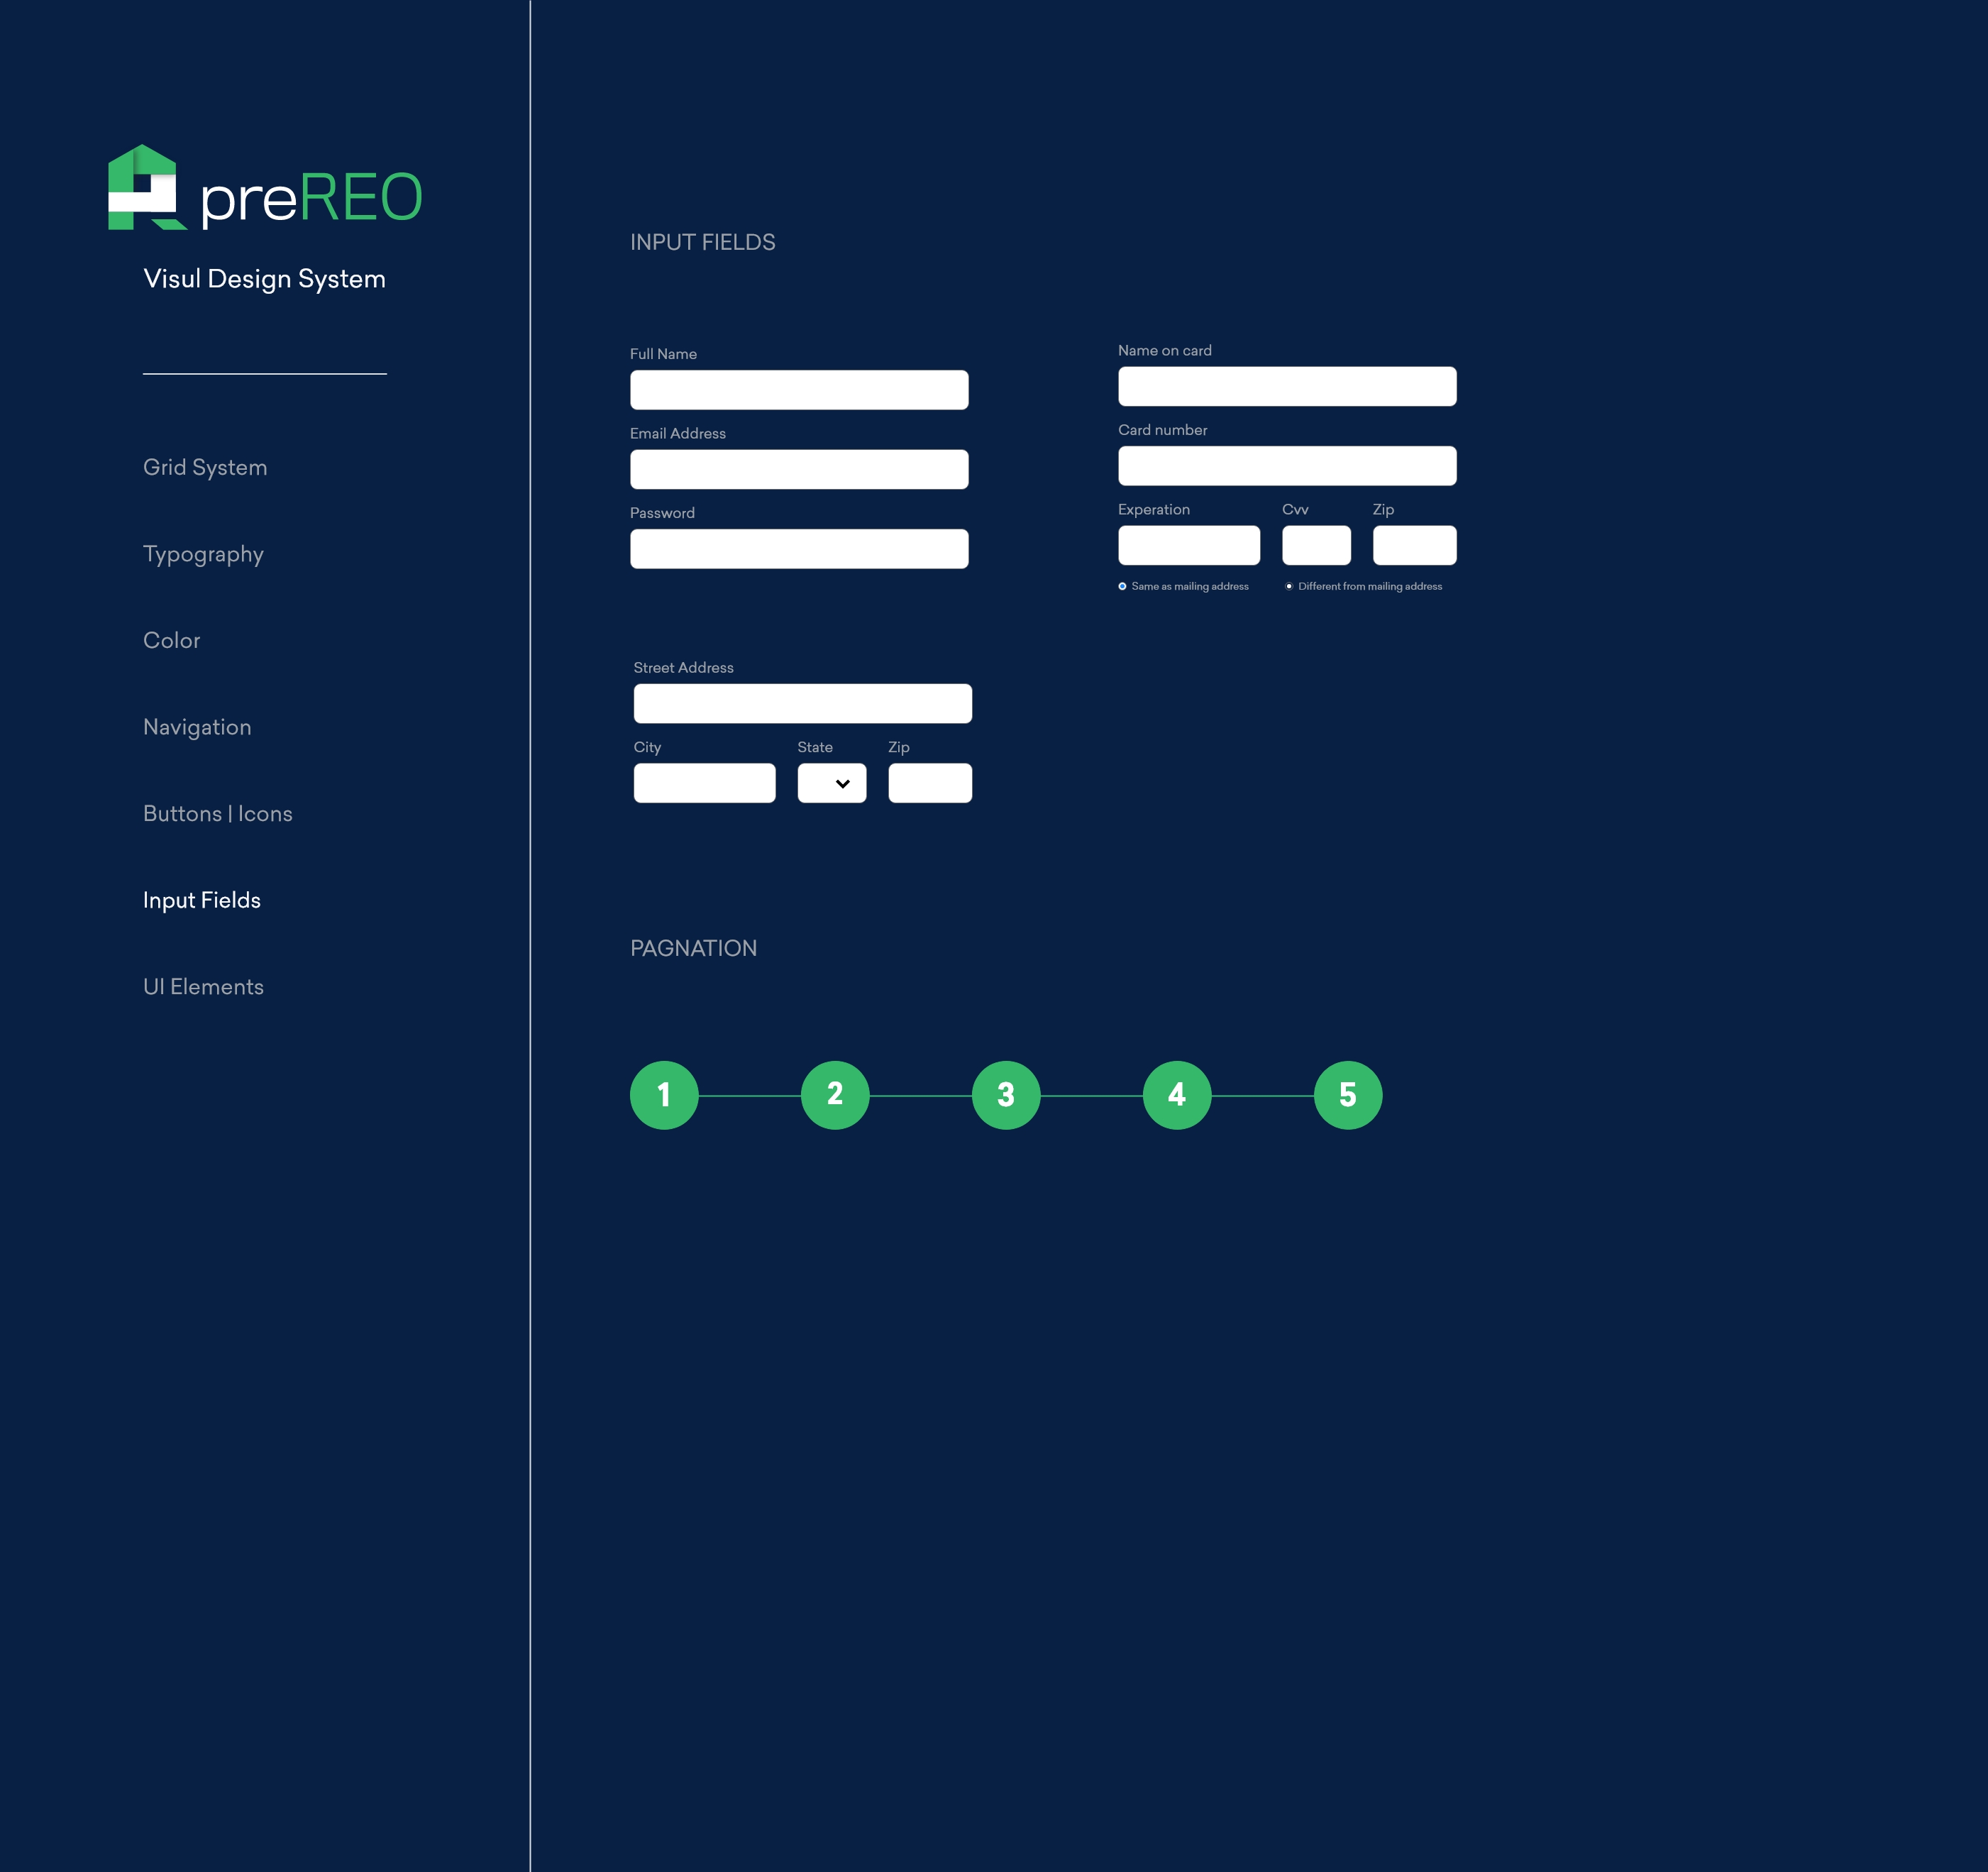 preREO
Visul Design System
Grid System
Typography
Color
Navigation
Buttons | Icons
Input Fields
UI Elements
INPUT FIELDS
Full Name
Email Address
Password
Name on card
Card number
Experation Cvv Zip
Same as mailing address Different from mailing address
Street Address
City State Zip
PAGNATION
1 2 3 4 5